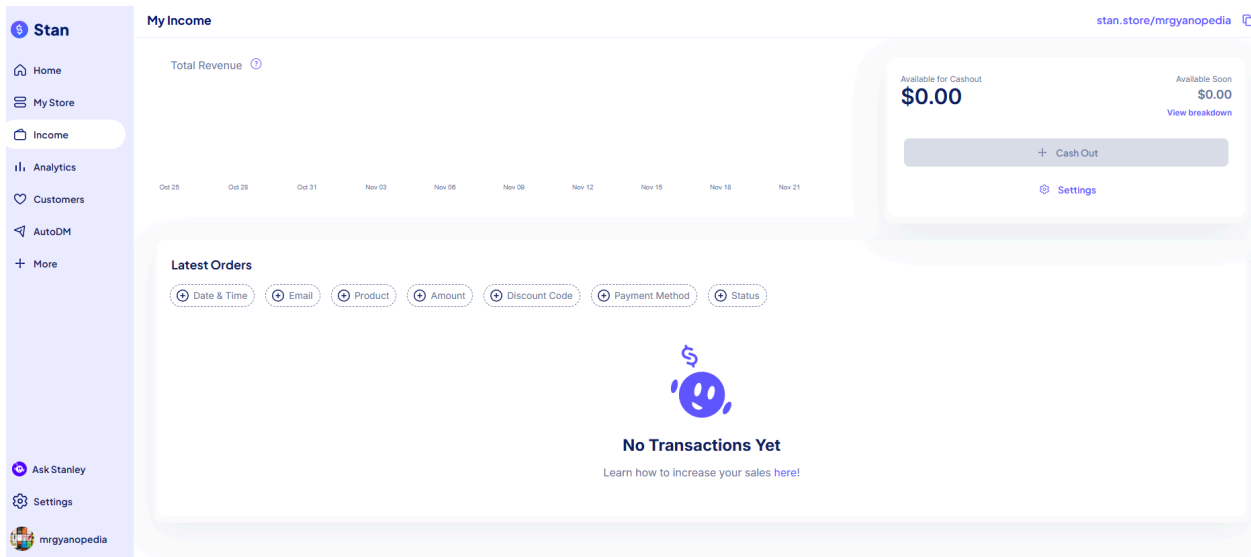 Stan
Home
My Store
Income
Analytics
Customers
AutoDM
More
Ask Stanley
Settings
mrgyanopedia
My Income
stan.store/mrgyanopedia
Total Revenue ?
Oct 25 Oct 28 Oct 31 Nov 03 Nov 06 Nov 09 Nov 12 Nov 15 Nov 18 Nov 21
Available for Cashout
$0.00
Available Soon
$0.00
View breakdown
+ Cash Out
Settings
Latest Orders
Date & Time Email Product Amount Discount Code Payment Method Status
$
No Transactions Yet
Learn how to increase your sales here!